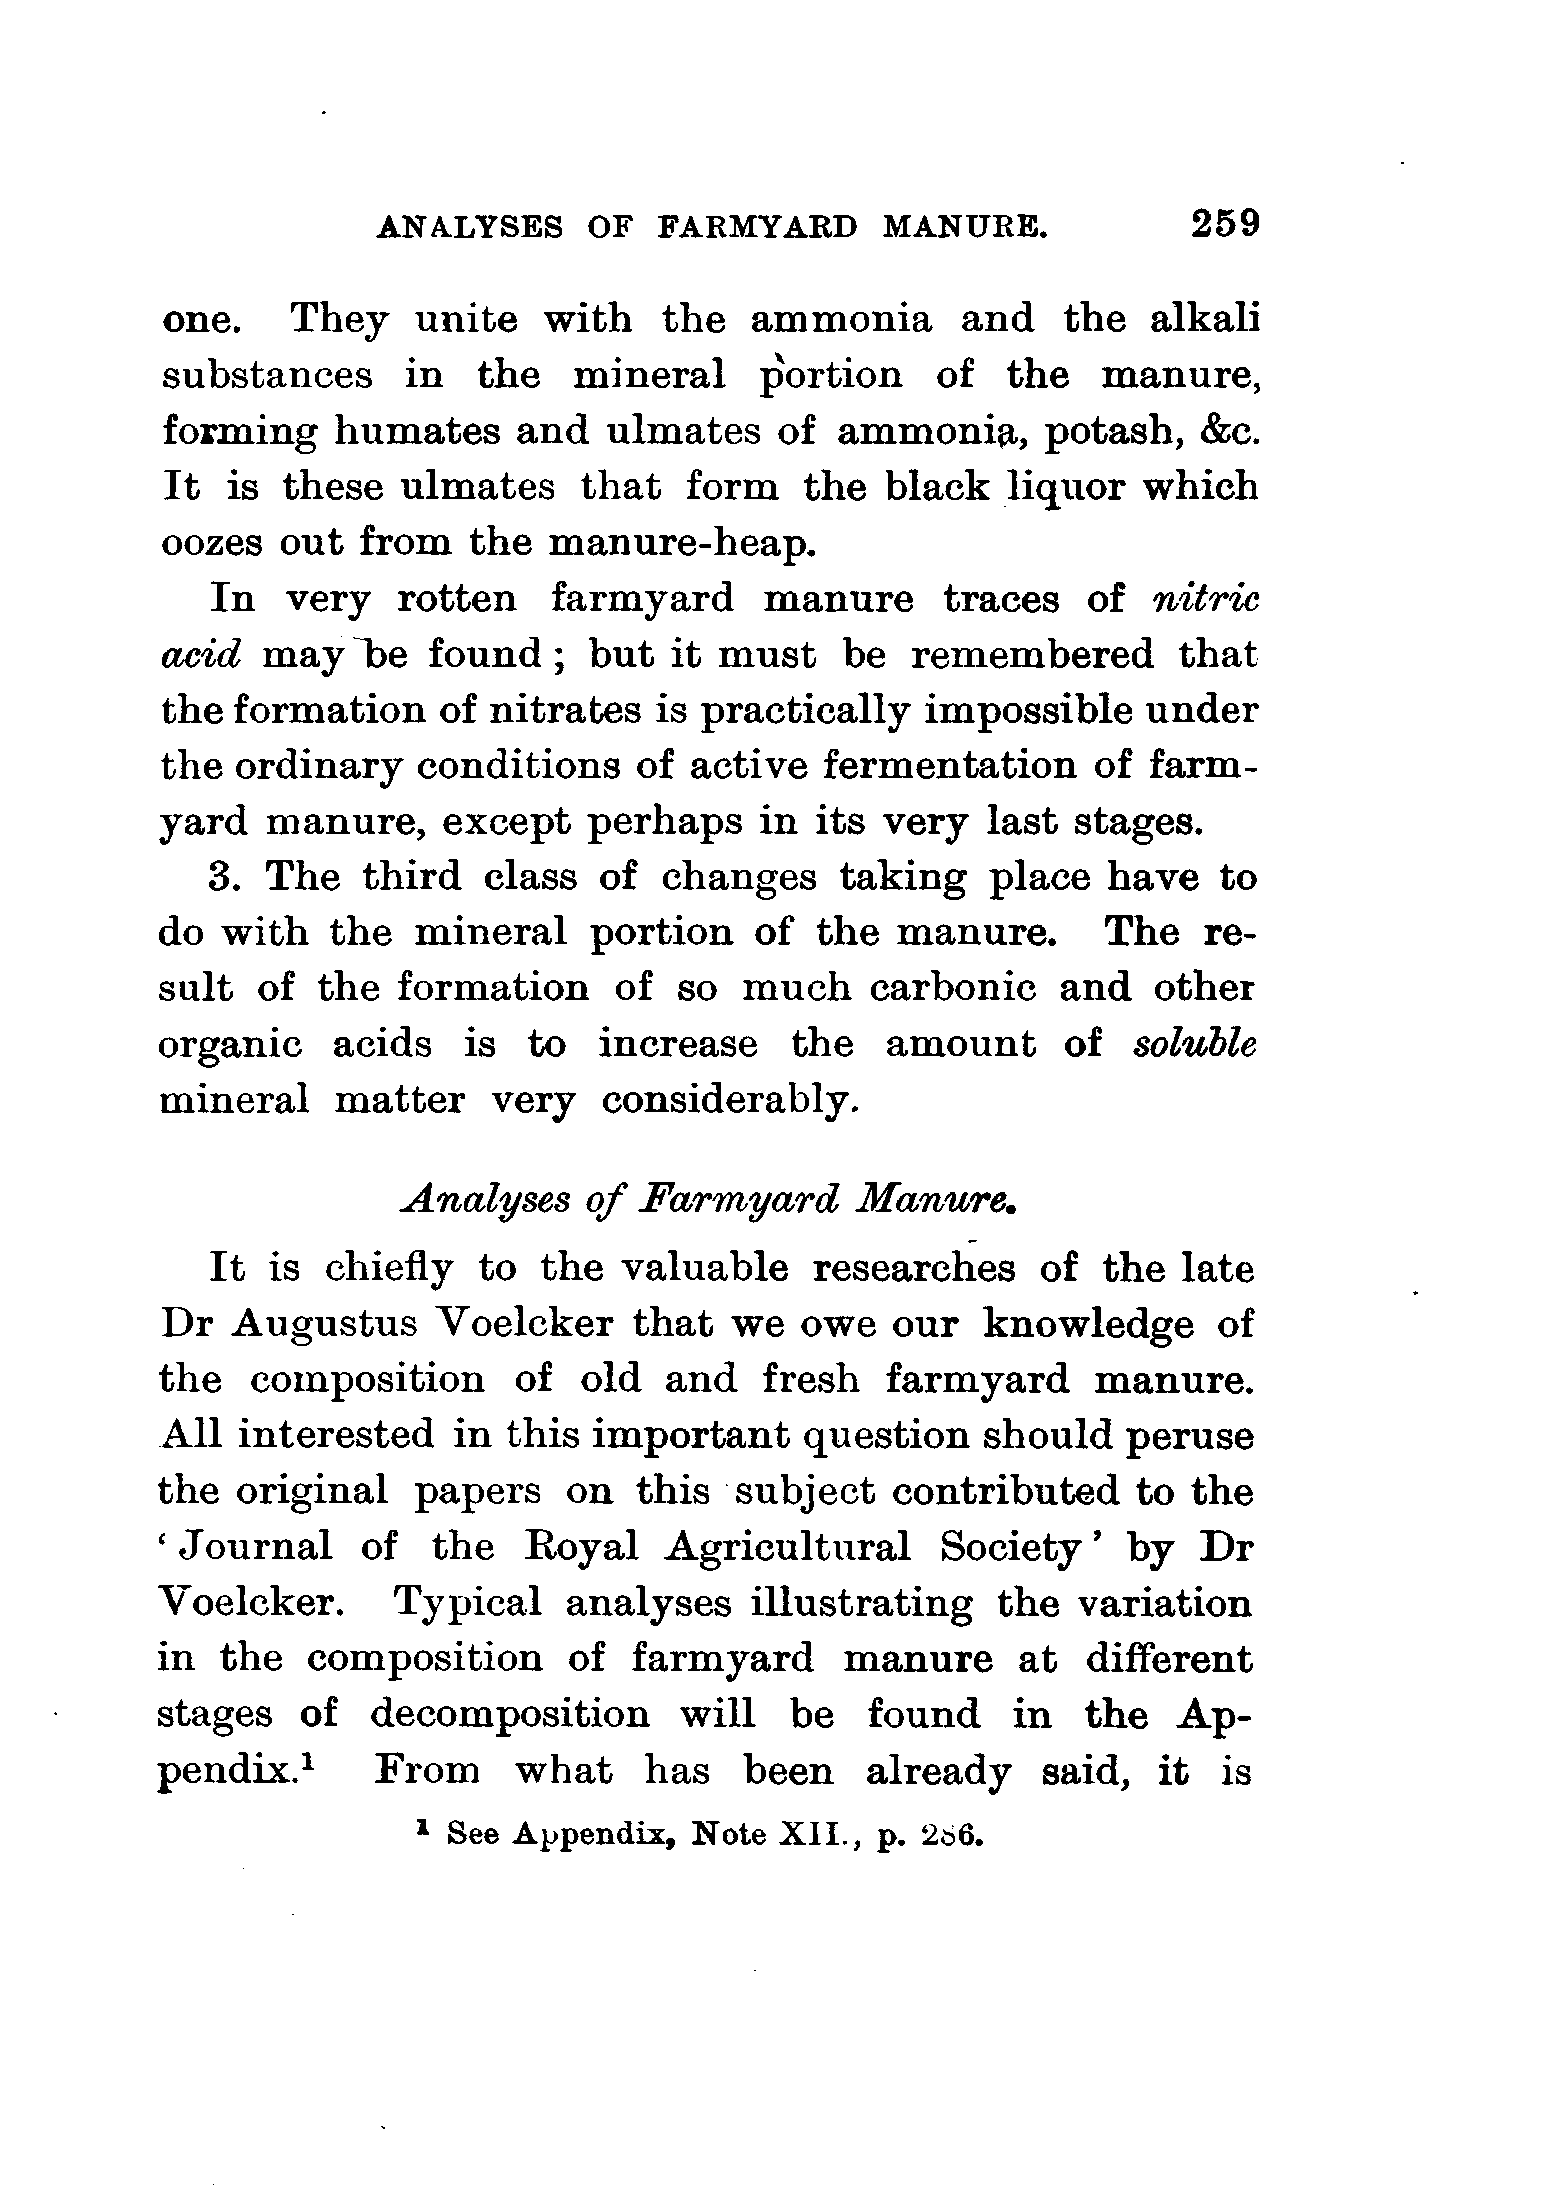 ANALYSES OF FARMYARD MANURE. 259
one. They unite with the ammonia and the alkali
substances in the mineral portion of the manure,
forming humates and ulmates of ammonia, potash, &c.
It is these ulmates that form the black liquor which
oozes out from the manure-heap.
In very rotten farmyard manure traces of nitric
acid may be found ; but it must be remembered that
the formation of nitrates is practically impossible under
the ordinary conditions of active fermentation of farm-
yard manure, except perhaps in its very last stages.
3. The third class of changes taking place have to
do with the mineral portion of the manure. The re-
sult of the formation of so much carbonic and other
organic acids is to increase the amount of soluble
mineral matter very considerably.
Analyses of Farmyard Manure.
It is chiefly to the valuable researches of the late
Dr Augustus Voelcker that we owe our knowledge of
the composition of old and fresh farmyard manure.
All interested in this important question should peruse
the original papers on this subject contributed to the
‘ Journal of the Royal Agricultural Society ’ by Dr
Voelcker. Typical analyses illustrating the variation
in the composition of farmyard manure at different
stages of decomposition will be found in the Ap-
pendix.¹ From what has been already said, it is
¹ See Appendix, Note XII., p. 286.